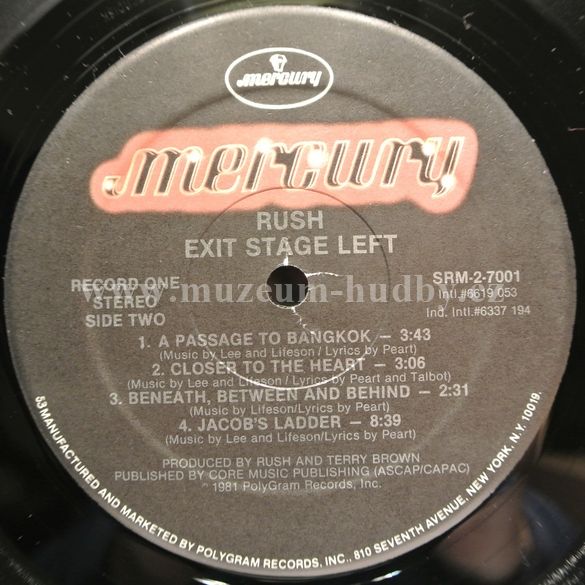 mercury
mercury
RUSH
EXIT STAGE LEFT
RECORD ONE
STEREO
SIDE TWO
SRM-2-7001
Intl.#6619 053
Ind. Intl.#6337 194
www.muzeum-hudby.cz
1. A PASSAGE TO BANGKOK — 3:43
(Music by Lee and Lifeson/Lyrics by Peart)
2. CLOSER TO THE HEART — 3:06
(Music by Lee and Lifeson/Lyrics by Peart and Talbot)
3. BENEATH, BETWEEN AND BEHIND — 2:31
(Music by Lifeson/Lyrics by Peart)
4. JACOB'S LADDER — 8:39
(Music by Lee and Lifeson/Lyrics by Peart)
PRODUCED BY RUSH AND TERRY BROWN
PUBLISHED BY CORE MUSIC PUBLISHING (ASCAP/CAPAC)
1981 PolyGram Records, Inc.
53 MANUFACTURED AND MARKETED BY POLYGRAM RECORDS, INC., 810 SEVENTH AVENUE, NEW YORK, N.Y. 10019.